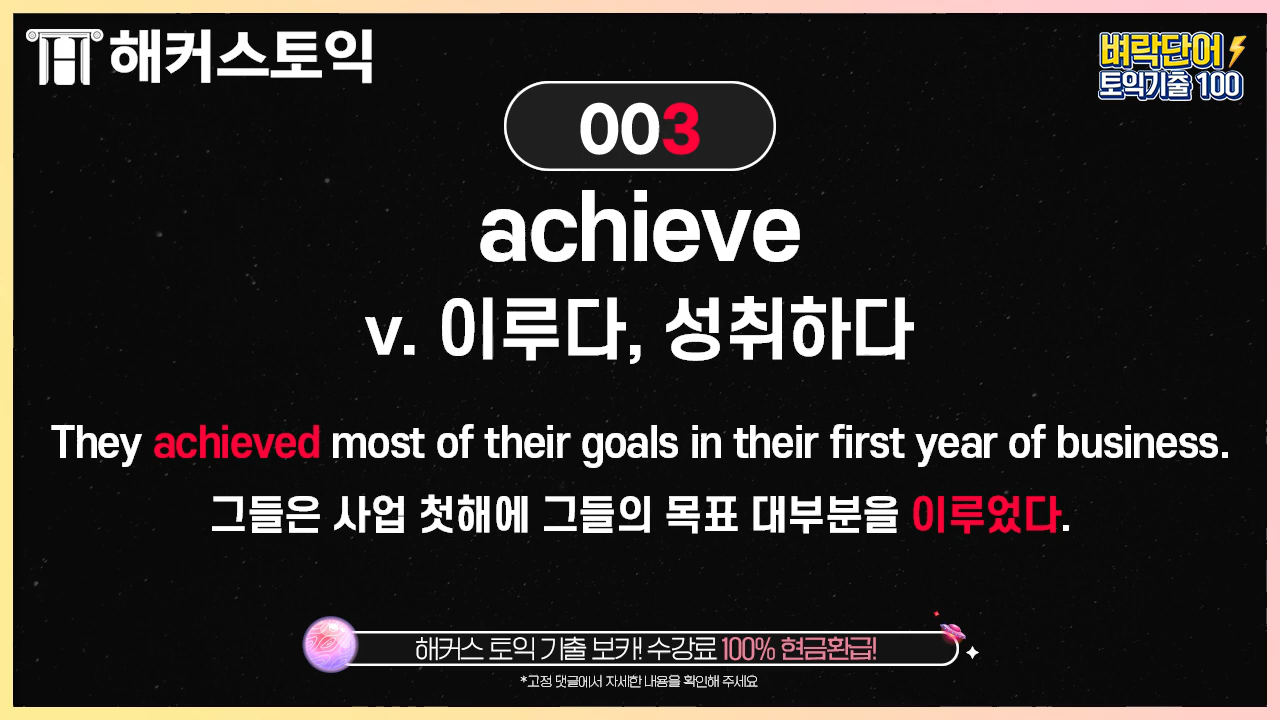 해커스토익
벼락단어
토익기출 100
003
achieve
v. 이루다, 성취하다
They achieved most of their goals in their first year of business.
그들은 사업 첫해에 그들의 목표 대부분을 이루었다.
해커스 토익 기출 보카! 수강료 100% 현금환급!
*고정 댓글에서 자세한 내용을 확인해 주세요